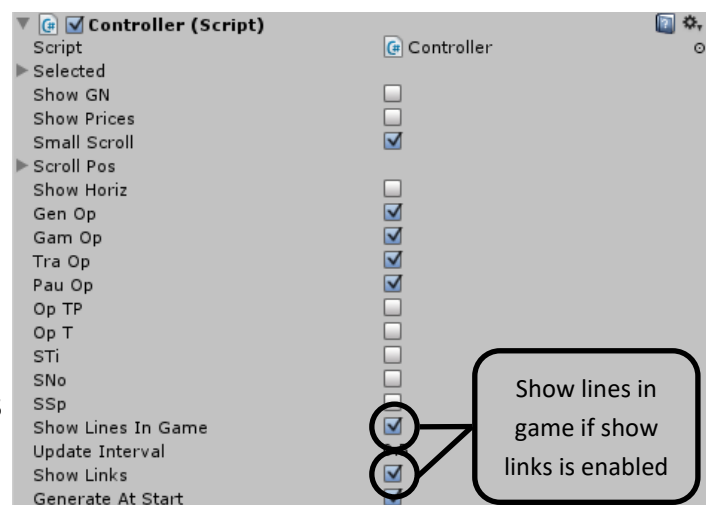 Controller (Script)
Script Controller
Selected
Show GN
Show Prices
Small Scroll
Scroll Pos
Show Horiz
Gen Op
Gam Op
Tra Op
Pau Op
Op TP
Op T
STi
SNo
SSp
Show Lines In Game
Update Interval
Show Links
Generate At Start
Show lines in
game if show
links is enabled